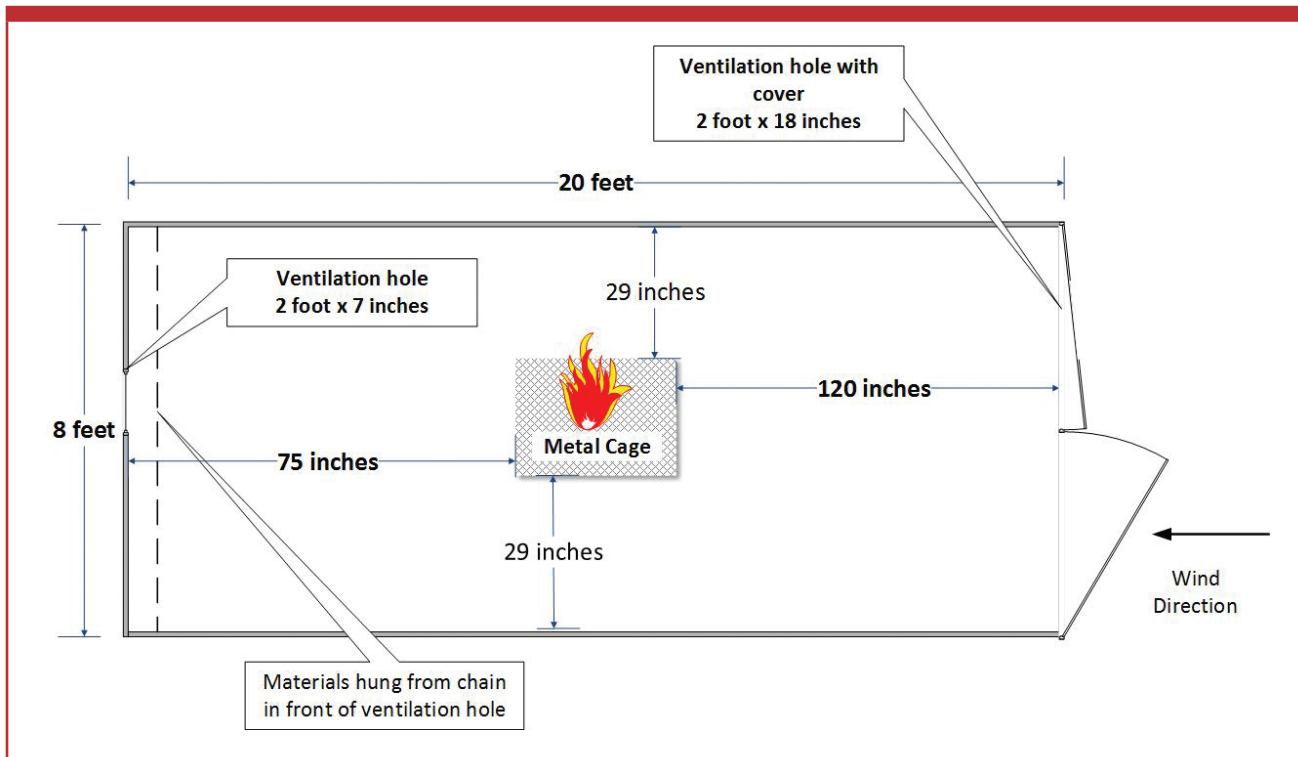 Ventilation hole with
cover
2 foot x 18 inches
20 feet
Ventilation hole
2 foot x 7 inches
29 inches
8 feet
75 inches
Metal Cage
120 inches
29 inches
Wind
Direction
Materials hung from chain
in front of ventilation hole